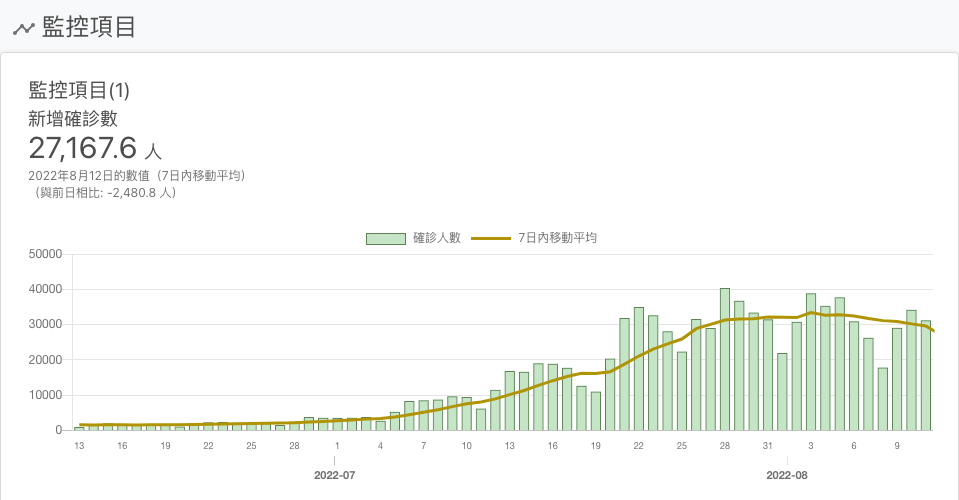 監控項目
監控項目(1)
新增確診數
27,167.6 人
2022年8月12日的數值（7日內移動平均）
（與前日相比: -2,480.8 人）
確診人數 7日內移動平均
50000
40000
30000
20000
10000
0
13 16 19 22 25 28 1 4 7 10 13 16 19 22 25 28 31 3 6 9
2022-07 2022-08